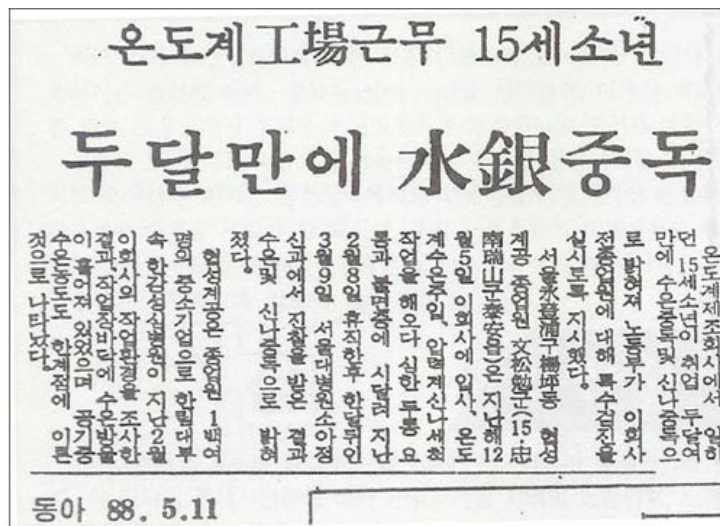 온도계 工場근무 15세소년
두달만에 水銀중독
온도계제조회사에서 일하
던 15세소년이 취업 두달여
만에 수은중독및 신나중독으
로 밝혀져 노동부가 이회사
전종업원에 대해 특수검진을
실시토록 지시했다.
서울永登浦구楊坪동 협성
계공 종업원 文松勉군(15·忠
南瑞山군泰安읍)은 지난해12
월5일 이회사에 입사, 온도
계수은주입, 압력계신나세척
작업을 해오다 심한 두통 요
통과 불면증에 시달려 지난
2월8일 휴직한후 한달뒤인
3월9일 서울대병원소아정
신과에서 진찰을 받은 결과
수은및 신나중독으로 밝혀
졌다.
협성계공은 종업원 1백여
명의 중소기업으로 한림대부
속 한강성심병원이 지난2월
이회사의 작업환경을 조사한
결과 작업장바닥에 수은방울
이 흩어져 있었으며 공기중
수은농도도 한계점에 이른
것으로 나타났다.
동아 88. 5.11